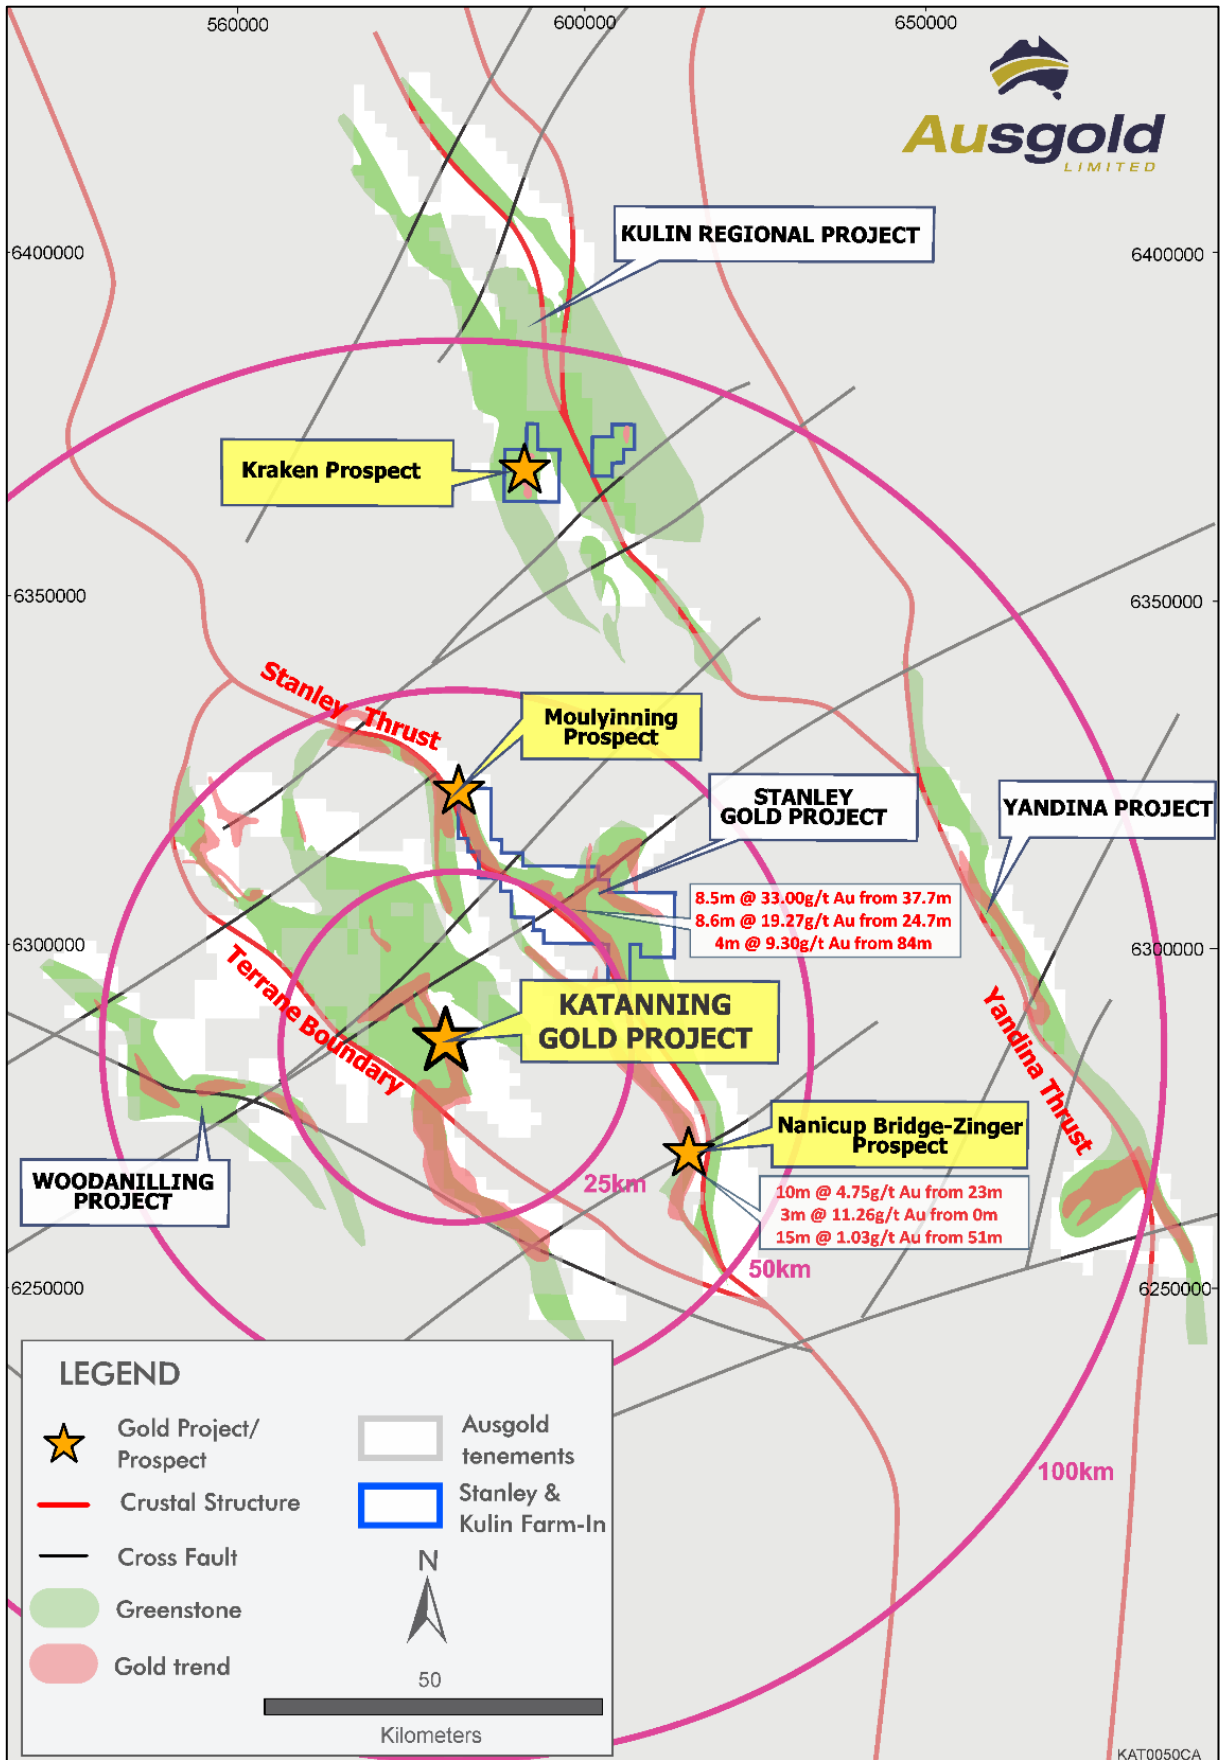 560000
600000
650000
Ausgold
LIMITED
KULIN REGIONAL PROJECT
6400000
6400000
Kraken Prospect
6350000
6350000
Stanley Thrust
Moulyinning
Prospect
STANLEY
GOLD PROJECT
YANDINA PROJECT
8.5m @ 33.00g/t Au from 37.7m
8.6m @ 19.27g/t Au from 24.7m
4m @ 9.30g/t Au from 84m
6300000
6300000
Terrane Boundary
KATANNING
GOLD PROJECT
Yandina Thrust
Nanicup Bridge-Zinger
Prospect
WOODANILLING
PROJECT
25km
10m @ 4.75g/t Au from 23m
3m @ 11.26g/t Au from 0m
15m @ 1.03g/t Au from 51m
50km
6250000
6250000
LEGEND
Gold Project/
Prospect
Crustal Structure
Cross Fault
Greenstone
Gold trend
Ausgold
tenements
Stanley &
Kulin Farm-In
N
50
Kilometers
100km
KAT0050CA